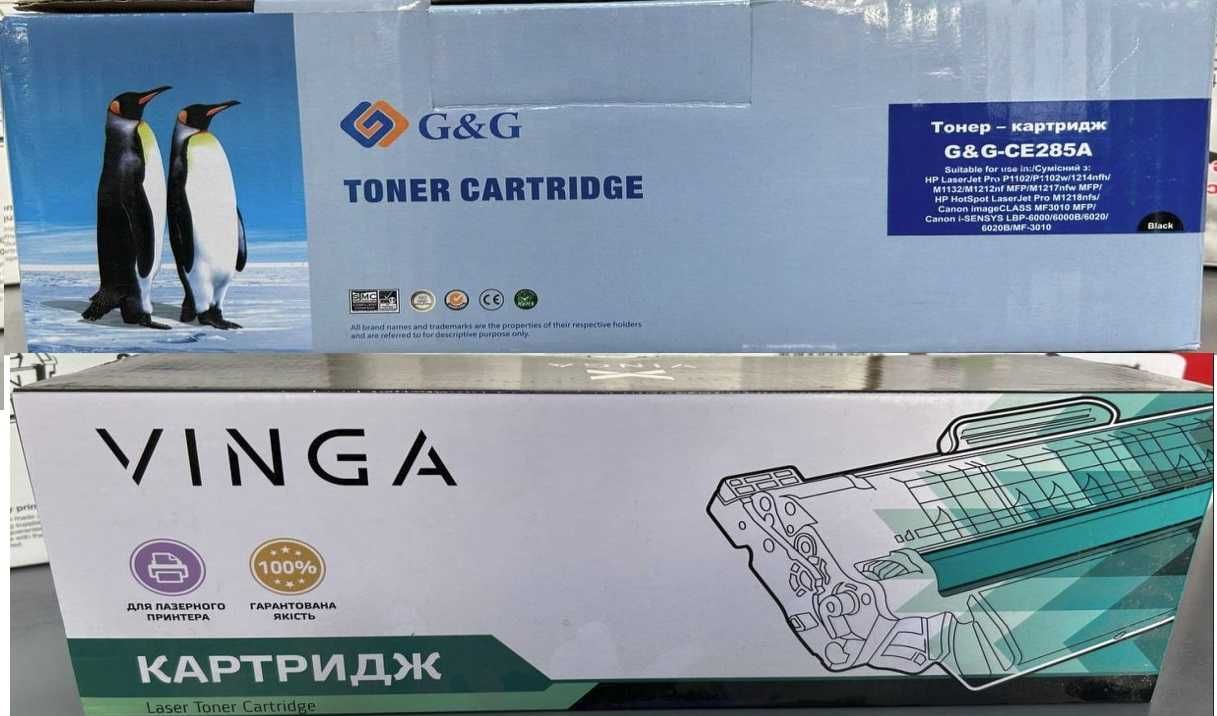 G&G
TONER CARTRIDGE
Тонер – картридж
G&G-CE285A
Suitable for use in:/Сумісний з:
HP LaserJet Pro P1102/P1102w/1214nfh/
M1132/M1212nf MFP/M1217nfw MFP/
HP HotSpot LaserJet Pro M1218nfs/
Canon imageCLASS MF3010 MFP/
Canon i-SENSYS LBP-6000/6000B/6020/
6020B/MF-3010
Black
CE
All brand names and trademarks are the properties of their respective holders
and are referred to for descriptive purpose only.
VINGA
100%
ДЛЯ ЛАЗЕРНОГО
ПРИНТЕРА
ГАРАНТОВАНА
ЯКІСТЬ
КАРТРИДЖ
Laser Toner Cartridge